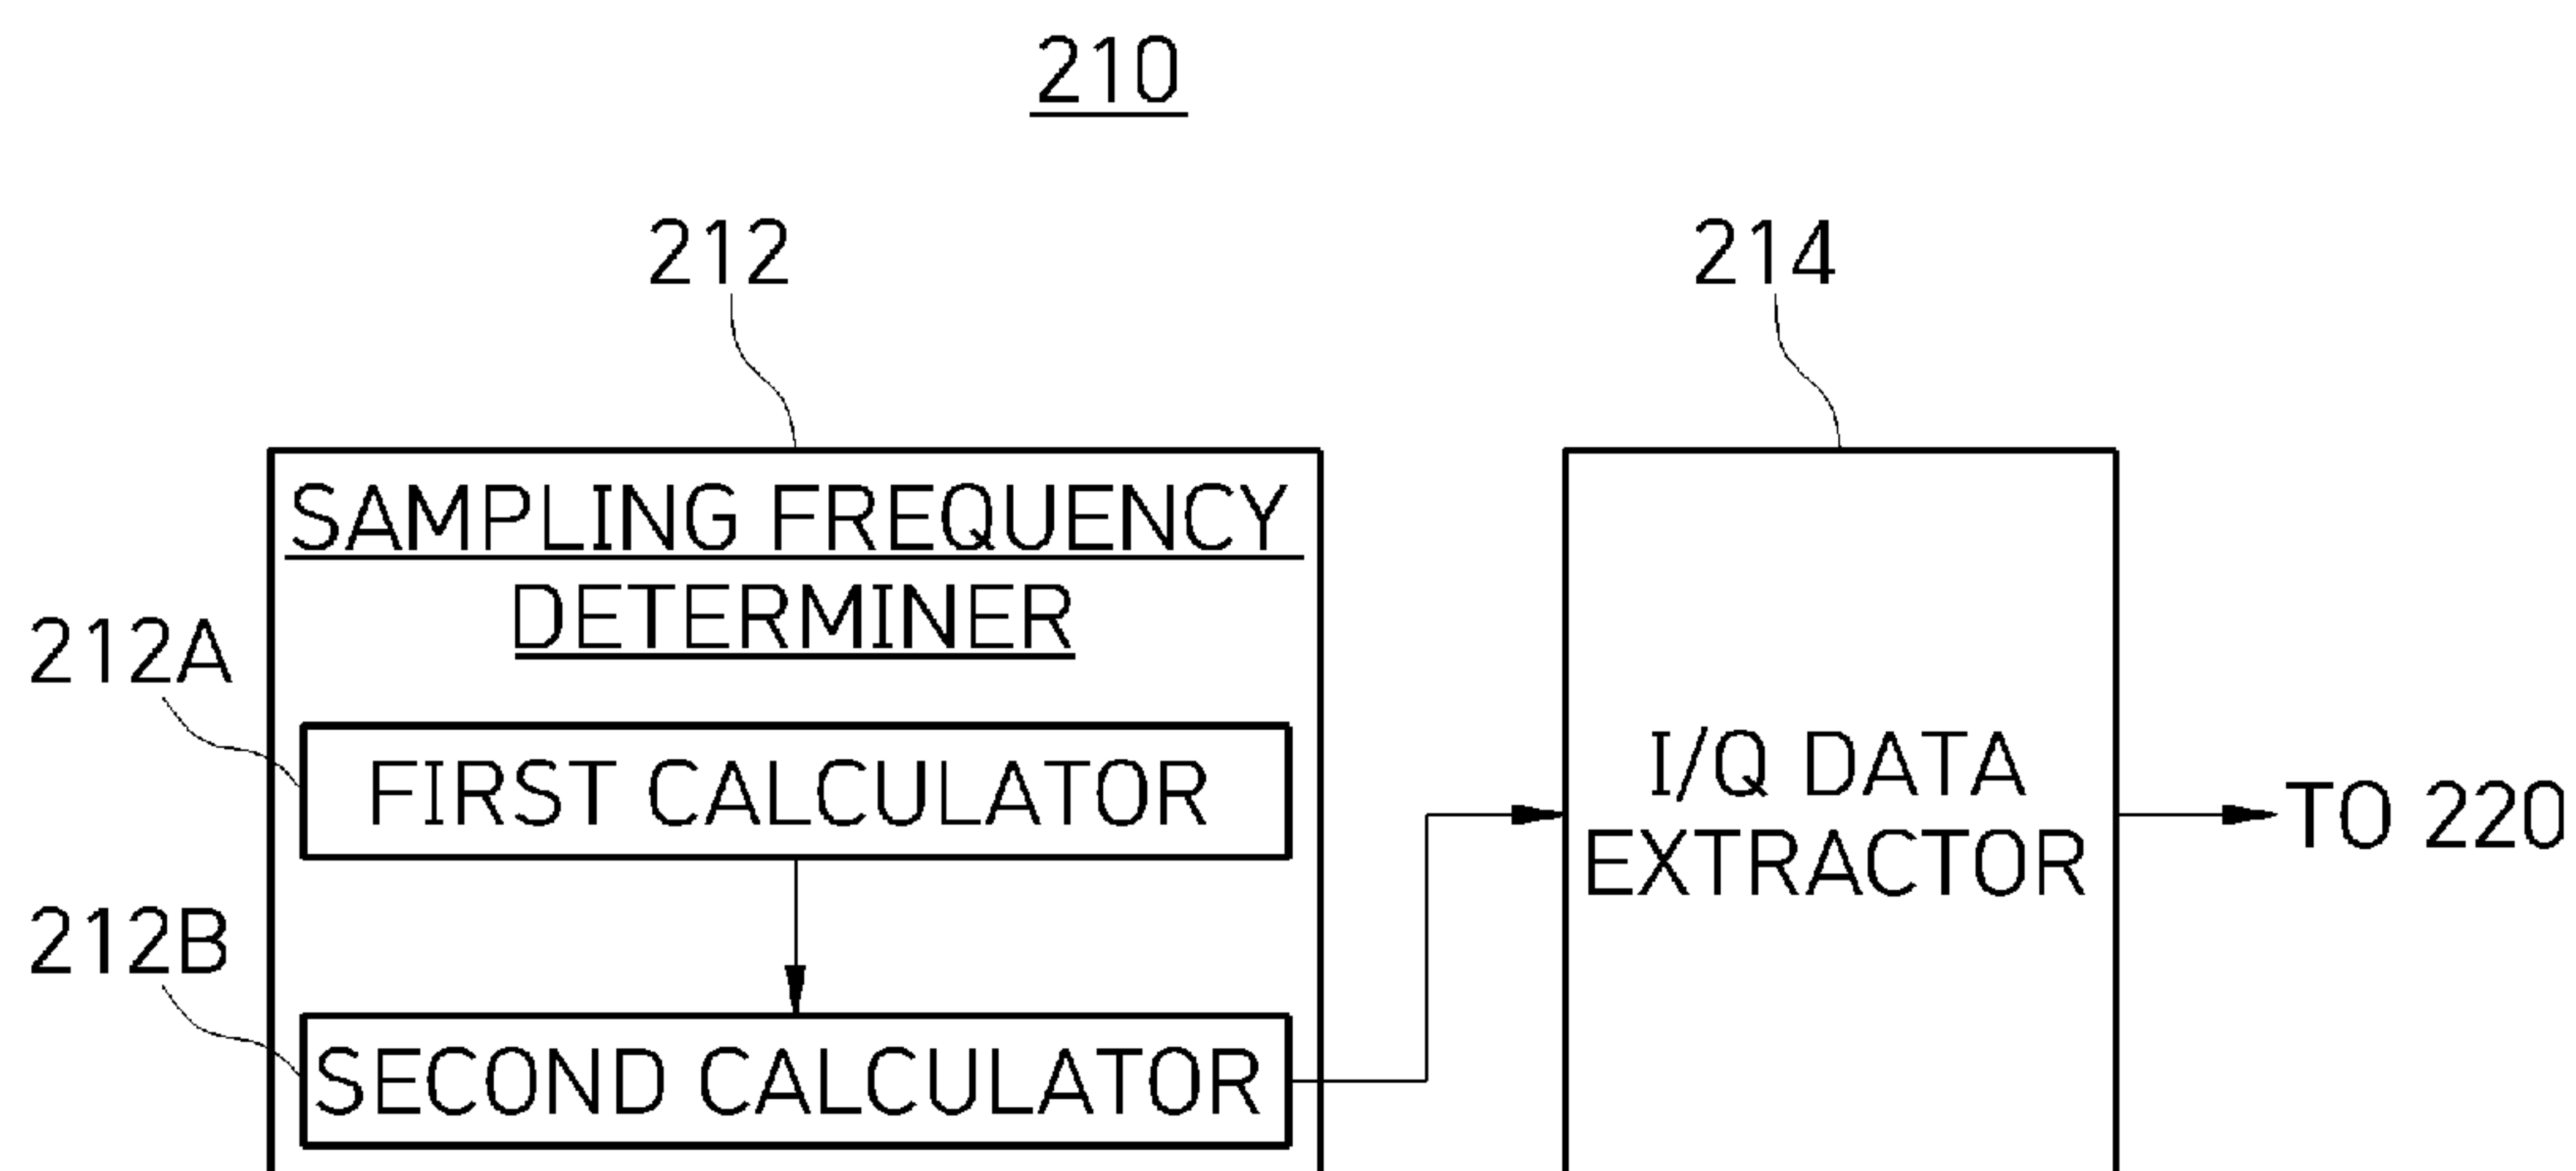 210
212
214
SAMPLING FREQUENCY
DETERMINER
212A
FIRST CALCULATOR
212B
SECOND CALCULATOR
I/Q DATA
EXTRACTOR
TO 220